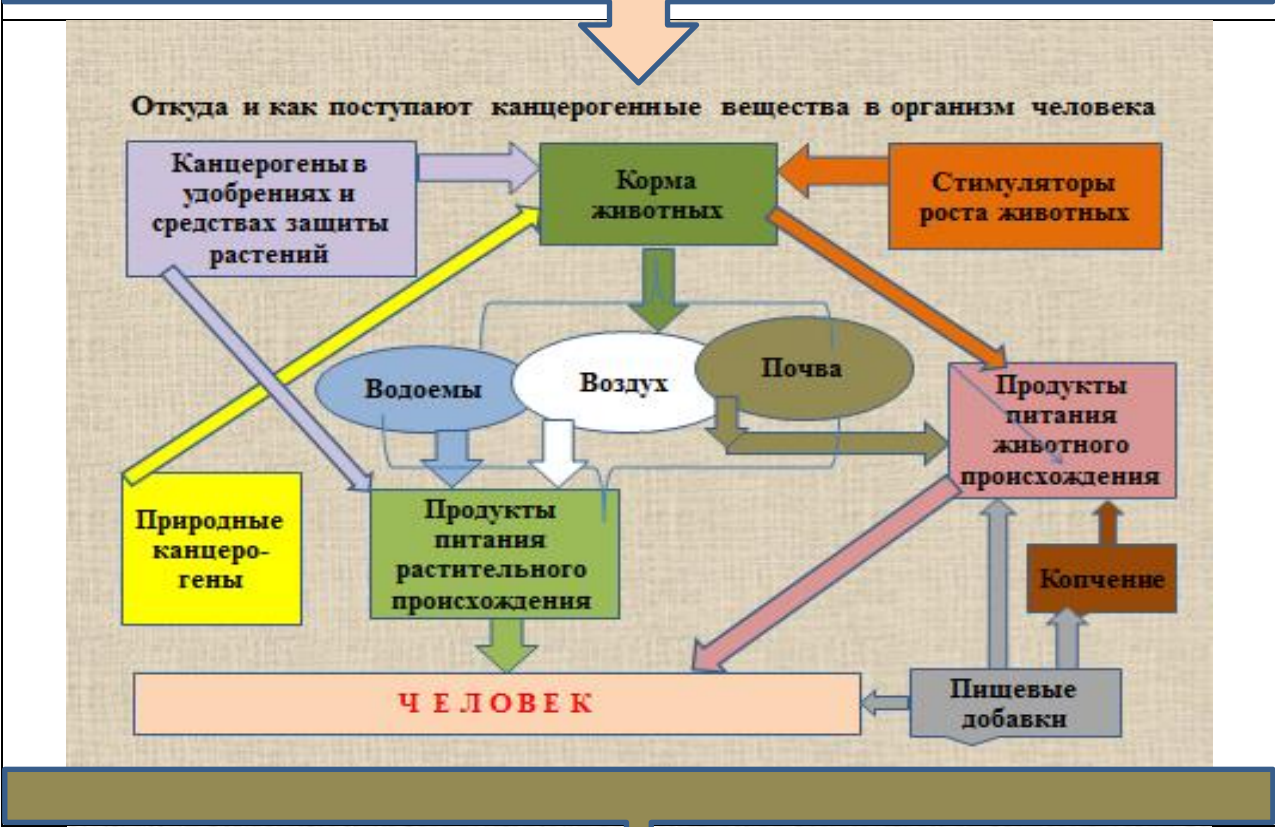 Откуда и как поступают канцерогенные вещества в организм человека
Канцерогены в
удобрениях и
средствах защиты
растений
Корма
животных
Стимуляторы
роста животных
Водоемы
Воздух
Почва
Продукты
питания
животного
происхождения
Природные
канцеро-
гены
Продукты
питания
растительного
происхождения
Копчение
Ч Е Л О В Е К
Пишевые
добавки